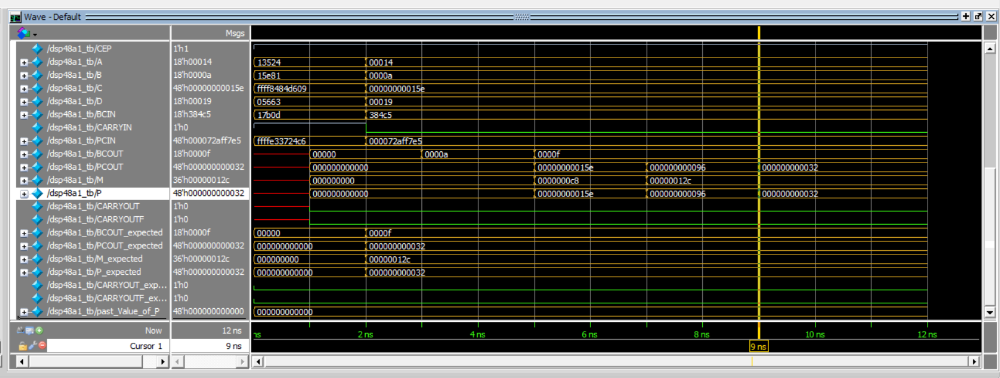 Wave - Default
Msgs
/dsp48a1_tb/CEP 1'h1
/dsp48a1_tb/A 18'h00014 13524 00014
/dsp48a1_tb/B 18'h0000a 15e81 0000a
/dsp48a1_tb/C 48'h00000000015e ffff8484d609 00000000015e
/dsp48a1_tb/D 18'h00019 05663 00019
/dsp48a1_tb/BCIN 18'h384c5 17b0d 384c5
/dsp48a1_tb/CARRYIN 1'h0
/dsp48a1_tb/PCIN 48'h000072aff7e5 ffffe33724c6 000072aff7e5
/dsp48a1_tb/BCOUT 18'h0000f 00000 0000a 0000f
/dsp48a1_tb/PCOUT 48'h000000000032 000000000000 00000000015e 000000000096 000000000032
/dsp48a1_tb/M 36'h00000012c 000000000 0000000c8 00000012c
/dsp48a1_tb/P 48'h000000000032 000000000000 00000000015e 000000000096 000000000032
/dsp48a1_tb/CARRYOUT 1'h0
/dsp48a1_tb/CARRYOUTF 1'h0
/dsp48a1_tb/BCOUT_expected 18'h0000f 00000 0000f
/dsp48a1_tb/PCOUT_expected 48'h000000000032 000000000000 000000000032
/dsp48a1_tb/M_expected 36'h00000012c 000000000 00000012c
/dsp48a1_tb/P_expected 48'h000000000032 000000000000 000000000032
/dsp48a1_tb/CARRYOUT_exp... 1'h0
/dsp48a1_tb/CARRYOUTF_ex... 1'h0
/dsp48a1_tb/past_Value_of_P 48'h000000000000 000000000000
Now 12 ns ns 2 ns 4 ns 6 ns 8 ns 10 ns 12 ns
Cursor 1 9 ns 9 ns